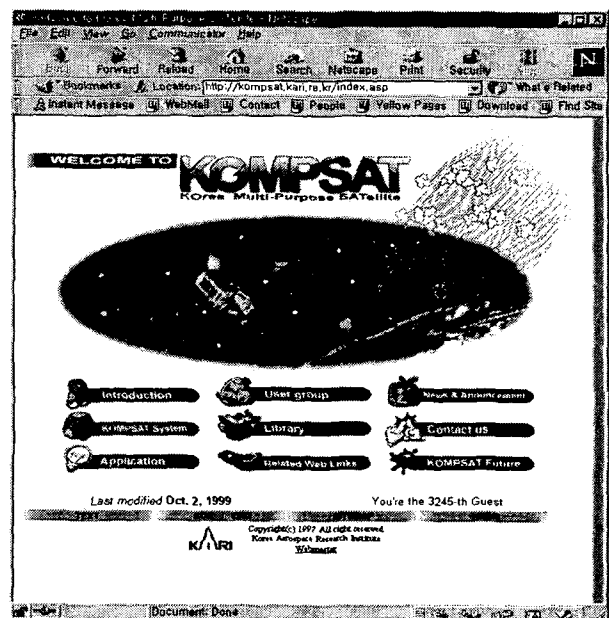 File Edit View Go Communicator Help
Forward Reload Home Search Netscape Print Security
Bookmarks Location: http://kompsat.kari.re.kr/index.asp What's Related
Instant Message WebMail Contact People Yellow Pages Download Find Sites
WELCOME TO KOMPSAT
KOrea Multi-Purpose SATellite
Introduction User group News & Announcement
KOMPSAT System Library Contact us
Application Related Web Links KOMPSAT Future
Last modified Oct. 2, 1999 You're the 3245-th Guest
Copyright(c) 1997 All right reserved.
KARI Korea Aerospace Research Institute
Webmaster
Document: Done